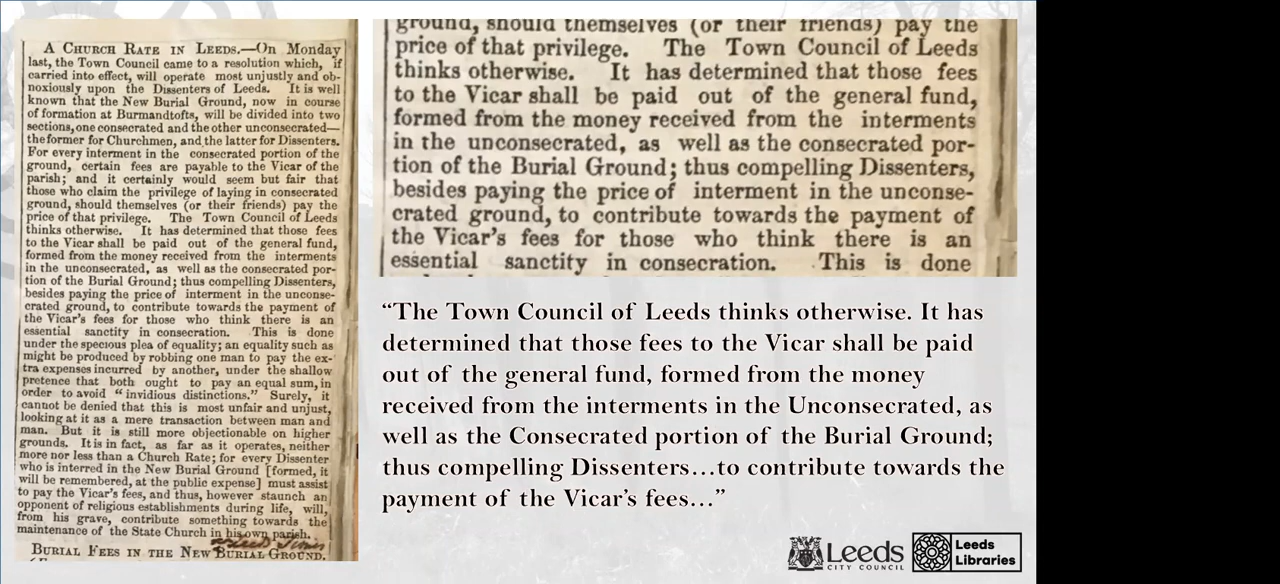 A CHURCH RATE IN LEEDS.—On Monday
last, the Town Council came to a resolution which, if
carried into effect, will operate most unjustly and ob-
noxiously upon the Dissenters of Leeds. It is well
known that the New Burial Ground, now in course
of formation at Burmandtofts, will be divided into two
sections, one consecrated and the other unconsecrated—
the former for Churchmen, and the latter for Dissenters.
For every interment in the consecrated portion of the
ground, certain fees are payable to the Vicar of the
parish; and it certainly would seem but fair that
those who claim the privilege of laying in consecrated
ground, should themselves (or their friends) pay the
price of that privilege. The Town Council of Leeds
thinks otherwise. It has determined that those fees
to the Vicar shall be paid out of the general fund,
formed from the money received from the interments
in the unconsecrated, as well as the consecrated por-
tion of the Burial Ground; thus compelling Dissenters,
besides paying the price of interment in the unconse-
crated ground, to contribute towards the payment of
the Vicar's fees for those who think there is an
essential sanctity in consecration. This is done
under the specious plea of equality; an equality such as
might be produced by robbing one man to pay the ex-
tra expenses incurred by another, under the shallow
pretence that both ought to pay an equal sum, in
order to avoid "invidious distinctions." Surely, it
cannot be denied that this is most unfair and unjust,
looking at it as a mere transaction between man and
man. But it is still more objectionable on higher
grounds. It is in fact, as far as it operates, neither
more nor less than a Church Rate; for every Dissenter
who is interred in the New Burial Ground [formed, it
will be remembered, at the public expense] must assist
to pay the Vicar's fees, and thus, however staunch an
opponent of religious establishments during life, will,
from his grave, contribute something towards the
maintenance of the State Church in his own parish.
BURIAL FEES IN THE NEW BURIAL GROUND.
ground, should themselves (or their friends) pay the
price of that privilege. The Town Council of Leeds
thinks otherwise. It has determined that those fees
to the Vicar shall be paid out of the general fund,
formed from the money received from the interments
in the unconsecrated, as well as the consecrated por-
tion of the Burial Ground; thus compelling Dissenters,
besides paying the price of interment in the unconse-
crated ground, to contribute towards the payment of
the Vicar's fees for those who think there is an
essential sanctity in consecration. This is done
“The Town Council of Leeds thinks otherwise. It has
determined that those fees to the Vicar shall be paid
out of the general fund, formed from the money
received from the interments in the Unconsecrated, as
well as the Consecrated portion of the Burial Ground;
thus compelling Dissenters…to contribute towards the
payment of the Vicar’s fees…”
Leeds
CITY COUNCIL
Leeds
Libraries